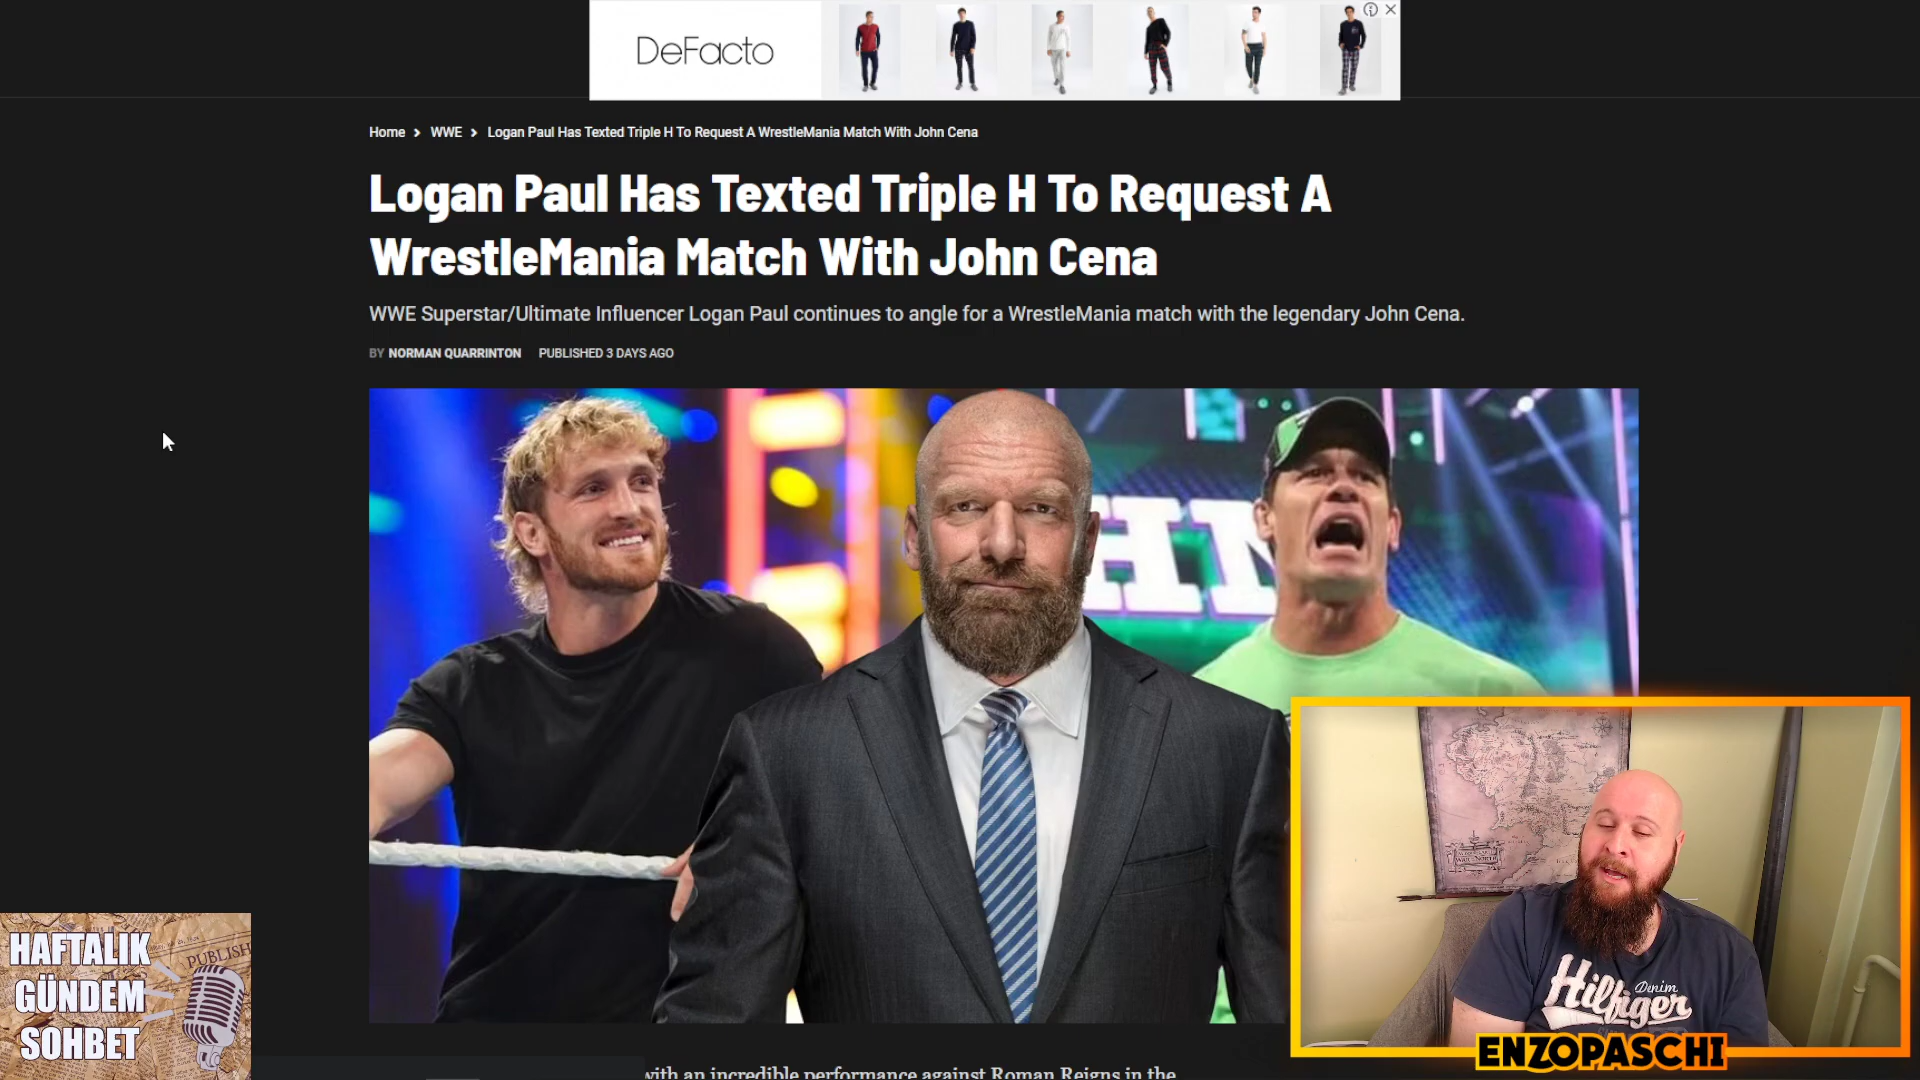 DeFacto
Home > WWE > Logan Paul Has Texted Triple H To Request A WrestleMania Match With John Cena
Logan Paul Has Texted Triple H To Request A
WrestleMania Match With John Cena
WWE Superstar/Ultimate Influencer Logan Paul continues to angle for a WrestleMania match with the legendary John Cena.
BY NORMAN QUARRINTON PUBLISHED 3 DAYS AGO
HN
HAFTALIK
GÜNDEM
SOHBET
PUBLISH
Hilfiger
Denim
ENZOPASCHI
with an incredible performance against Roman Reigns in the